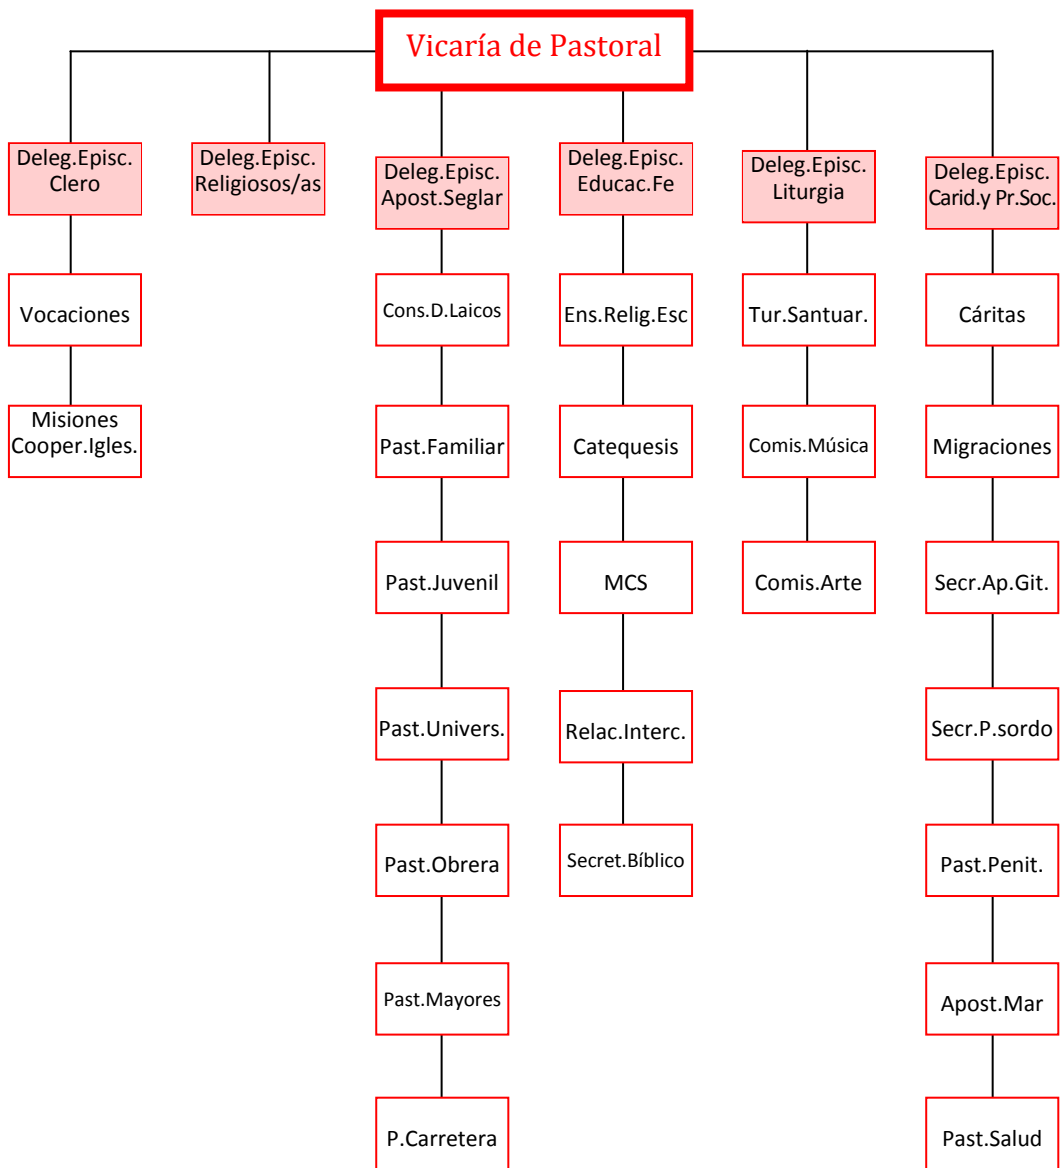 Vicaría de Pastoral
Deleg.Episc.
Clero
Deleg.Episc.
Religiosos/as
Deleg.Episc.
Apost.Seglar
Deleg.Episc.
Educac.Fe
Deleg.Episc.
Liturgia
Deleg.Episc.
Carid.y Pr.Soc.
Vocaciones
Cons.D.Laicos
Ens.Relig.Esc
Tur.Santuar.
Cáritas
Misiones
Cooper.Igles.
Past.Familiar
Catequesis
Comis.Música
Migraciones
Past.Juvenil
MCS
Comis.Arte
Secr.Ap.Git.
Past.Univers.
Relac.Interc.
Secr.P.sordo
Past.Obrera
Secret.Bíblico
Past.Penit.
Past.Mayores
Apost.Mar
P.Carretera
Past.Salud